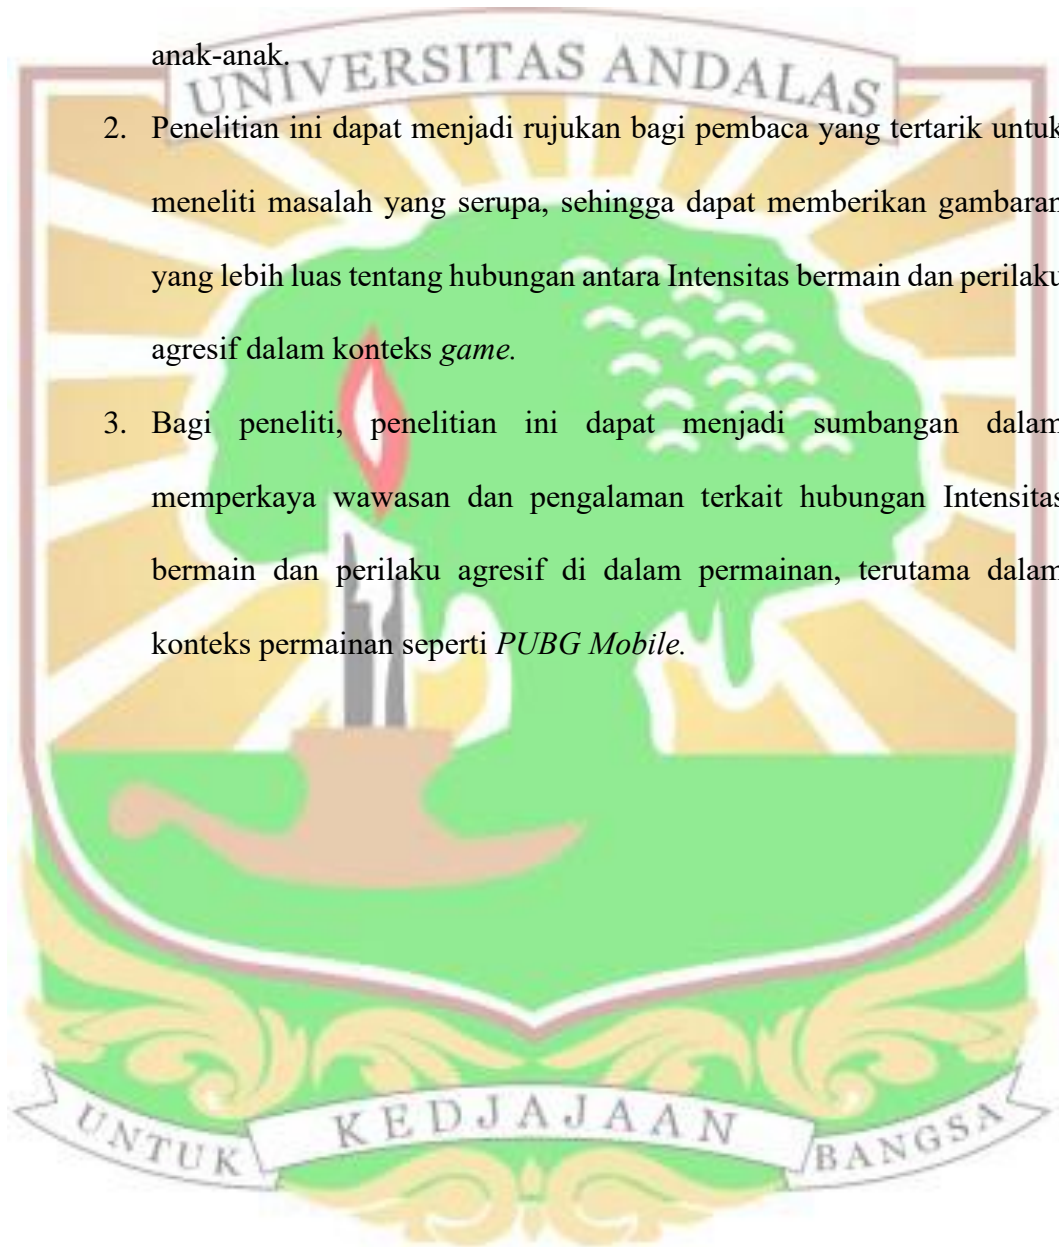 anak-anak.
UNIVERSITAS ANDALAS
2. Penelitian ini dapat menjadi rujukan bagi pembaca yang tertarik untuk
meneliti masalah yang serupa, sehingga dapat memberikan gambaran
yang lebih luas tentang hubungan antara Intensitas bermain dan perilaku
agresif dalam konteks game.
3. Bagi peneliti, penelitian ini dapat menjadi sumbangan dalam
memperkaya wawasan dan pengalaman terkait hubungan Intensitas
bermain dan perilaku agresif di dalam permainan, terutama dalam
konteks permainan seperti PUBG Mobile.
UNTUK KEDJAJAAN BANGSA